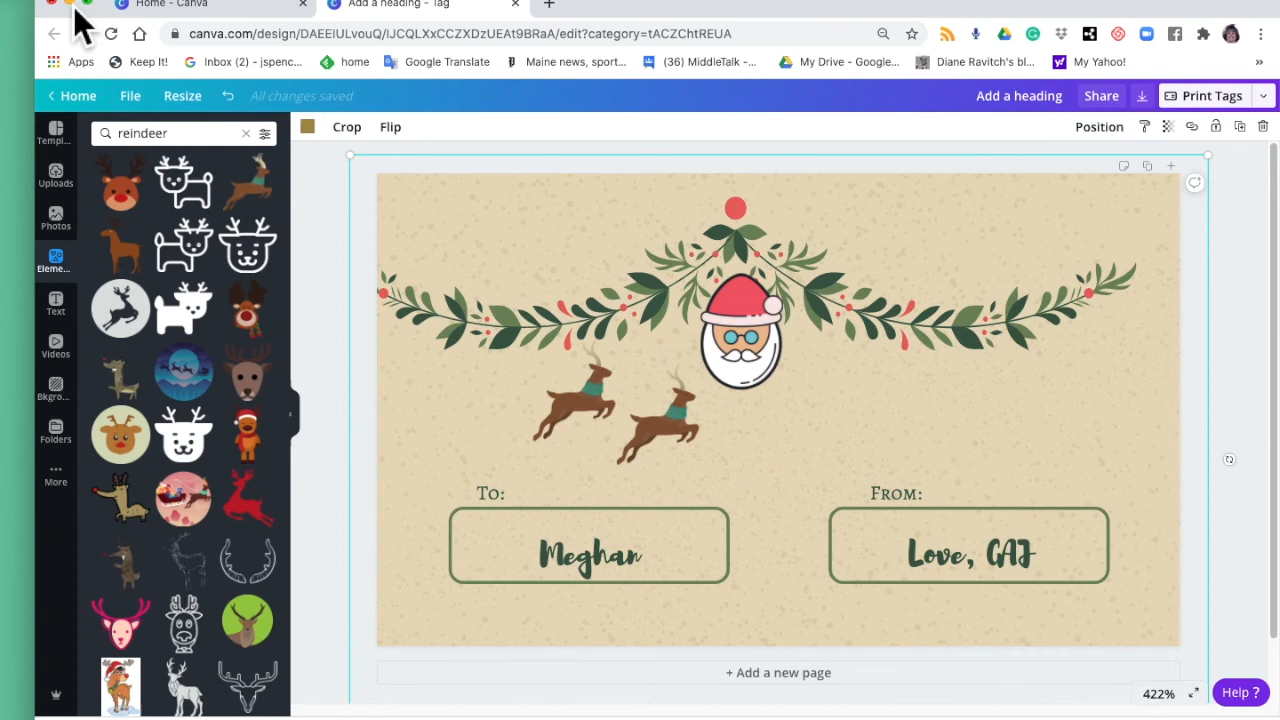 Home - Canva
Add a heading - Tag
canva.com/design/DAEEIULvouQ/IJCQLXxCCZXDzUEAt9BRaA/edit?category=tACZChtREUA
Apps Keep It! Inbox (2) - jspenc... home Google Translate Maine news, sport... (36) MiddleTalk -... My Drive - Google... Diane Ravitch's bl... My Yahoo! »
Home File Resize All changes saved Add a heading Share Print Tags
reindeer
Crop Flip Position
Templ...
Uploads
Photos
Eleme...
Text
Videos
Bkgro...
Folders
More
To: From:
Meghan Love, GAJ
+ Add a new page
422% Help ?